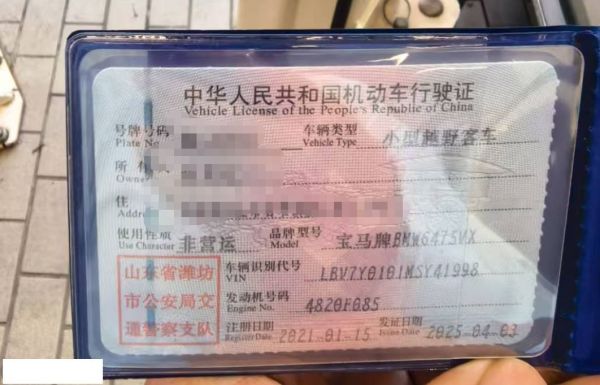 中华人民共和国机动车行驶证
Vehicle License of the People's Republic of China
号牌号码
Plate No.
车辆类型 小型越野客车
Vehicle Type
所
Owner
住
Addr
使用性质 非营运
Use Character
品牌型号 宝马牌BMW6475VX
Model
山东省潍坊
市公安局交
通警察支队
车辆识别代号 LBV7Y0101MSY41998
VIN
发动机号码 4820F085
Engine No.
注册日期 2021-01-15
Register Date
发证日期 2025-04-03
Issue Date